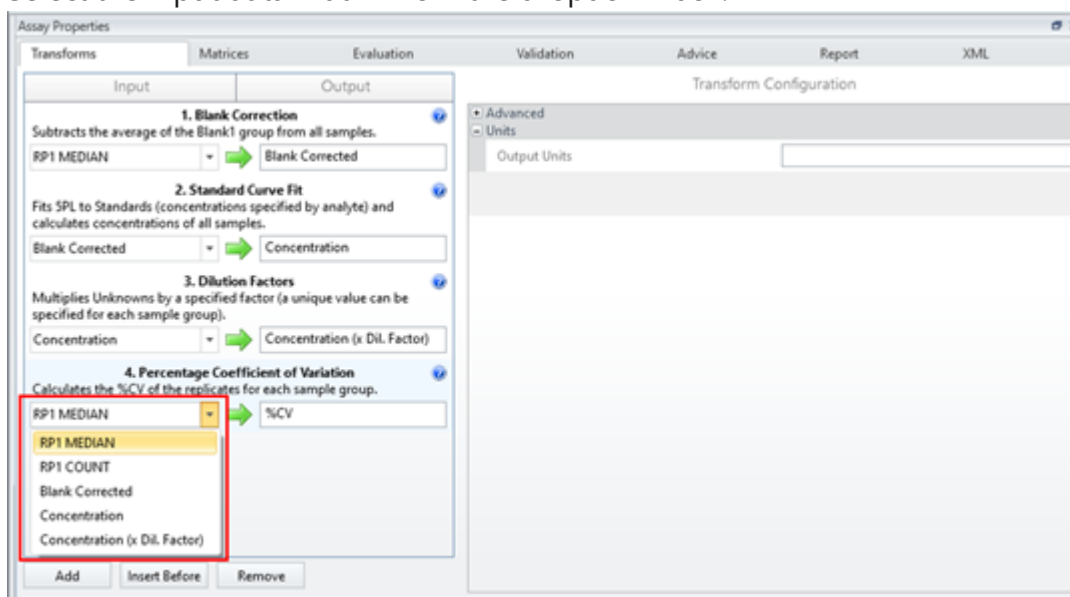 Assay Properties
Transforms Matrices Evaluation Validation Advice Report XML
Input Output
Transform Configuration
1. Blank Correction
Subtracts the average of the Blank1 group from all samples.
RP1 MEDIAN Blank Corrected
2. Standard Curve Fit
Fits 5PL to Standards (concentrations specified by analyte) and
calculates concentrations of all samples.
Blank Corrected Concentration
3. Dilution Factors
Multiplies Unknowns by a specified factor (a unique value can be
specified for each sample group).
Concentration Concentration (x Dil. Factor)
4. Percentage Coefficient of Variation
Calculates the %CV of the replicates for each sample group.
RP1 MEDIAN %CV
RP1 MEDIAN
RP1 COUNT
Blank Corrected
Concentration
Concentration (x Dil. Factor)
Add Insert Before Remove
Advanced
Units
Output Units